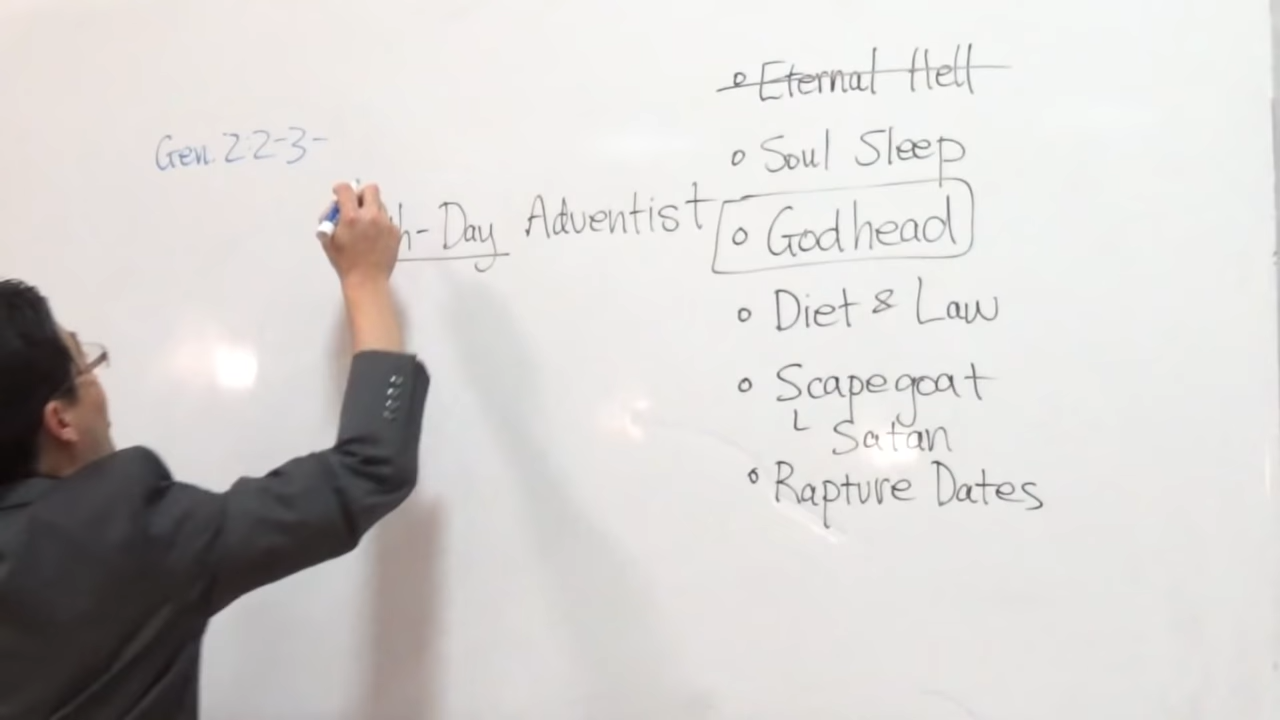 Eternal Hell
Gen. 2:2-3-
Soul Sleep
h-Day Adventist
Godhead
Diet & Law
Scapegoat
Satan
Rapture Dates